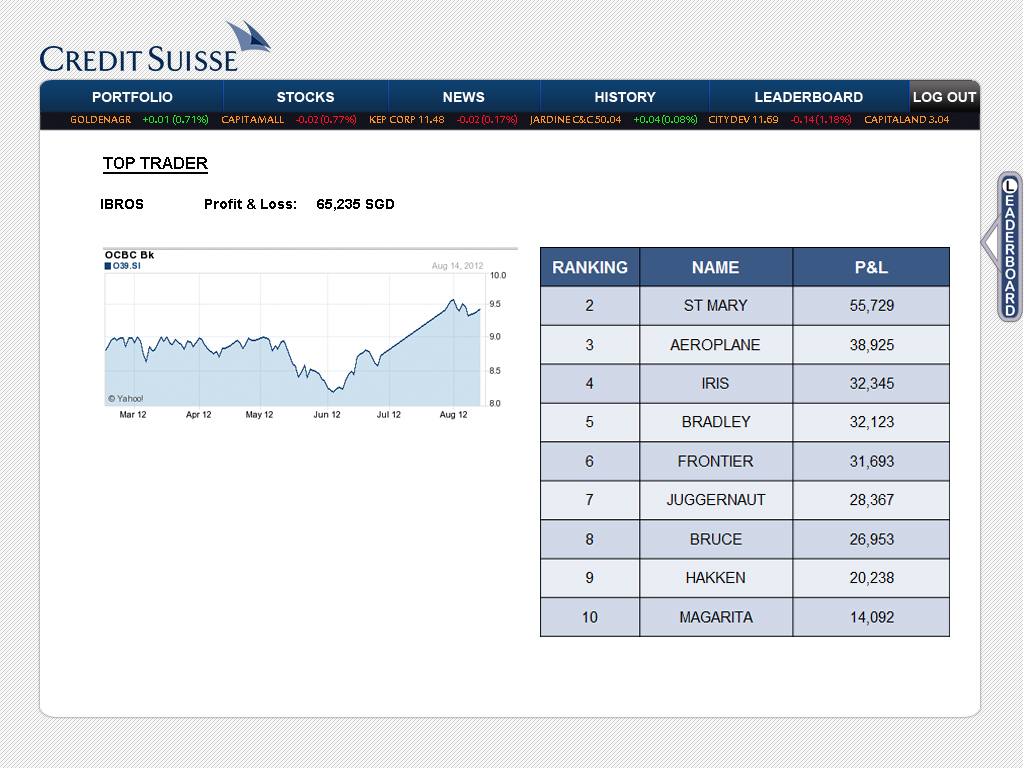 CREDIT SUISSE
PORTFOLIO STOCKS NEWS HISTORY LEADERBOARD LOG OUT
GOLDENAGR +0.01 (0.71%) CAPITAMALL -0.02(0.77%) KEP CORP 11.48 -0.02(0.17%) JARDINE C&C 50.04 +0.04(0.08%) CITYDEV 11.69 -0.14(1.18%) CAPITALAND 3.04
TOP TRADER
IBROS Profit & Loss: 65,235 SGD
LEADERBOARD
OCBC Bk
O39.SI Aug 14, 2012
10.0
9.5
9.0
8.5
8.0
© Yahoo!
Mar 12 Apr 12 May 12 Jun 12 Jul 12 Aug 12
RANKING NAME P&L
2 ST MARY 55,729
3 AEROPLANE 38,925
4 IRIS 32,345
5 BRADLEY 32,123
6 FRONTIER 31,693
7 JUGGERNAUT 28,367
8 BRUCE 26,953
9 HAKKEN 20,238
10 MAGARITA 14,092